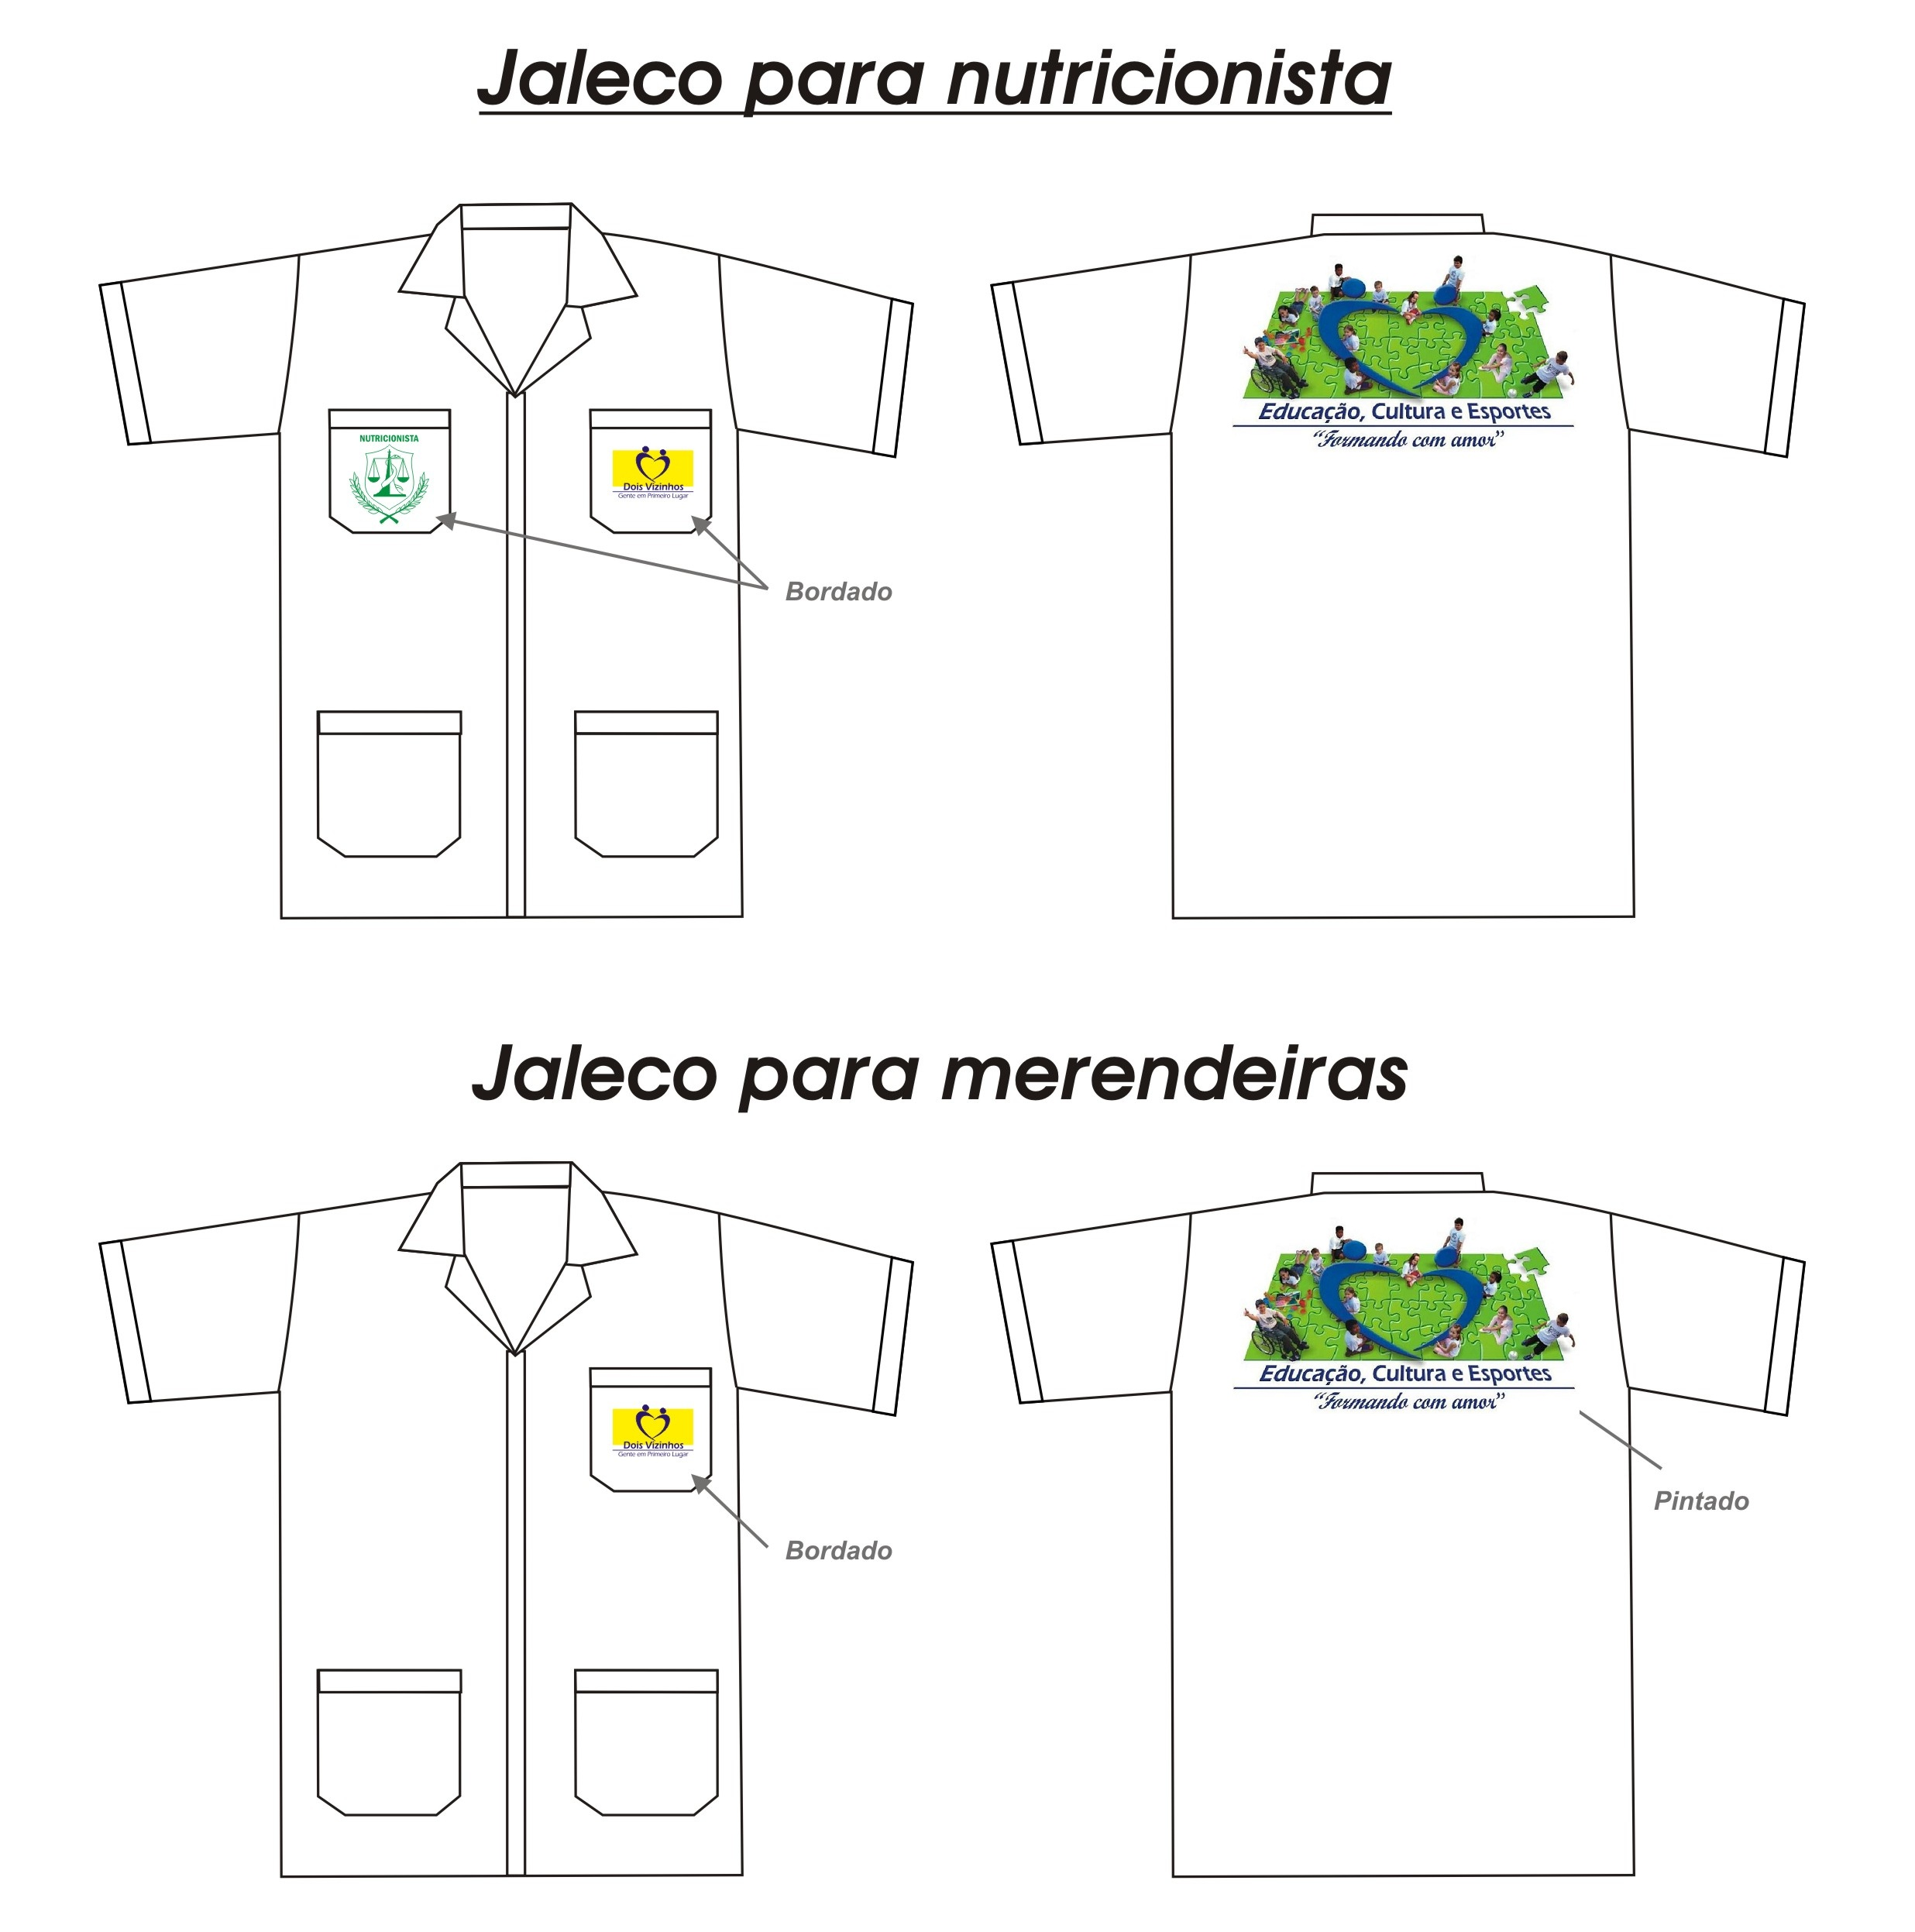 Jaleco para nutricionista
NUTRICIONISTA
Dois Vizinhos
Gente em Primeiro Lugar
Bordado
Educação, Cultura e Esportes
“Formando com amor”
Jaleco para merendeiras
Dois Vizinhos
Gente em Primeiro Lugar
Bordado
Educação, Cultura e Esportes
“Formando com amor”
Pintado